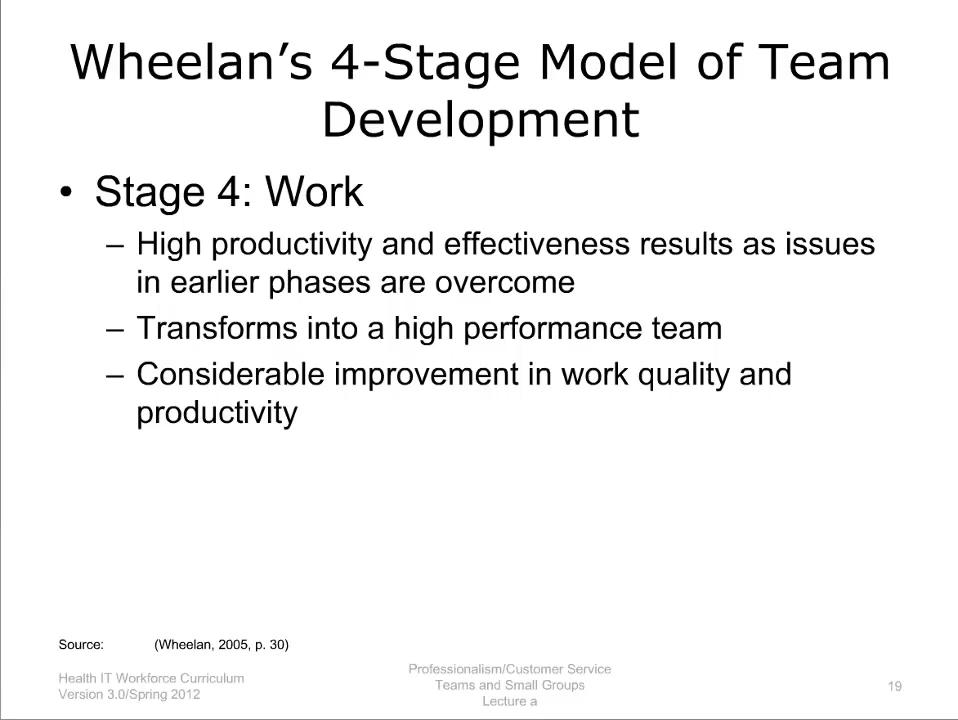 Wheelan’s 4-Stage Model of Team
Development
• Stage 4: Work
– High productivity and effectiveness results as issues
in earlier phases are overcome
– Transforms into a high performance team
– Considerable improvement in work quality and
productivity
Source: (Wheelan, 2005, p. 30)
Health IT Workforce Curriculum
Version 3.0/Spring 2012
Professionalism/Customer Service
Teams and Small Groups
Lecture a
19